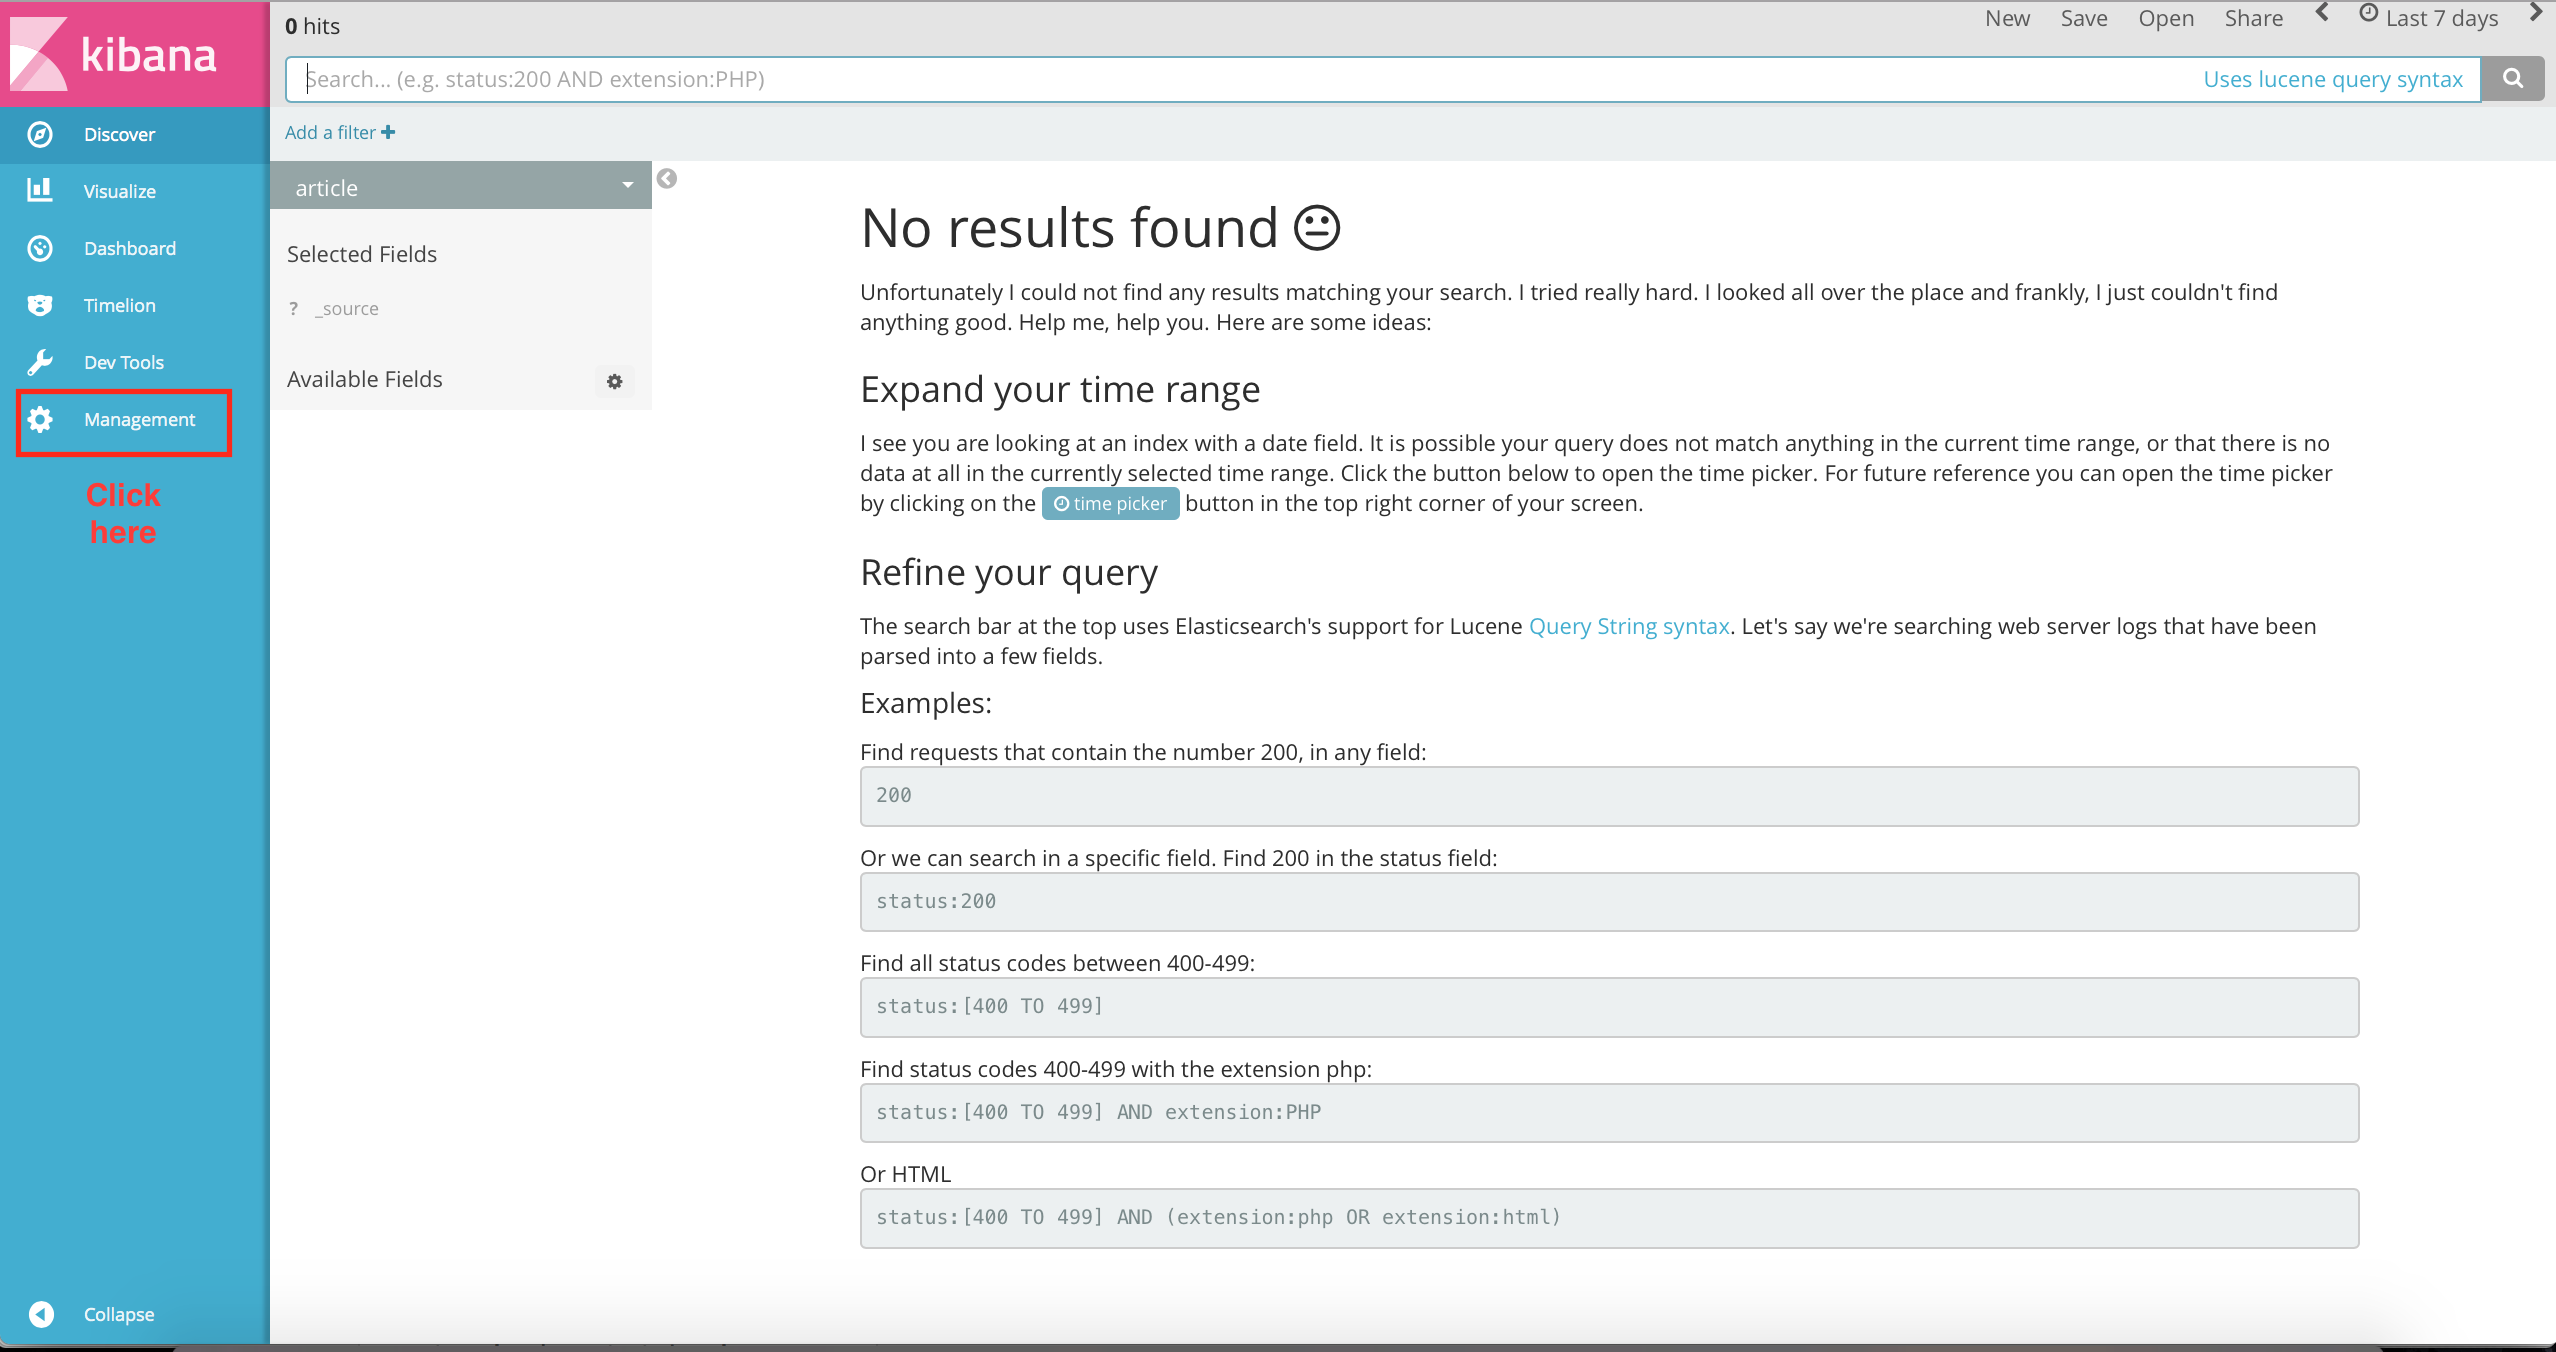 kibana
0 hits
New Save Open Share Last 7 days
Search... (e.g. status:200 AND extension:PHP) Uses lucene query syntax
Add a filter
Discover
Visualize
Dashboard
Timelion
Dev Tools
Management
Click
here
Collapse
article
Selected Fields
? _source
Available Fields
No results found
Unfortunately I could not find any results matching your search. I tried really hard. I looked all over the place and frankly, I just couldn't find
anything good. Help me, help you. Here are some ideas:
Expand your time range
I see you are looking at an index with a date field. It is possible your query does not match anything in the current time range, or that there is no
data at all in the currently selected time range. Click the button below to open the time picker. For future reference you can open the time picker
by clicking on the time picker button in the top right corner of your screen.
Refine your query
The search bar at the top uses Elasticsearch's support for Lucene Query String syntax. Let's say we're searching web server logs that have been
parsed into a few fields.
Examples:
Find requests that contain the number 200, in any field:
200
Or we can search in a specific field. Find 200 in the status field:
status:200
Find all status codes between 400-499:
status:[400 TO 499]
Find status codes 400-499 with the extension php:
status:[400 TO 499] AND extension:PHP
Or HTML
status:[400 TO 499] AND (extension:php OR extension:html)